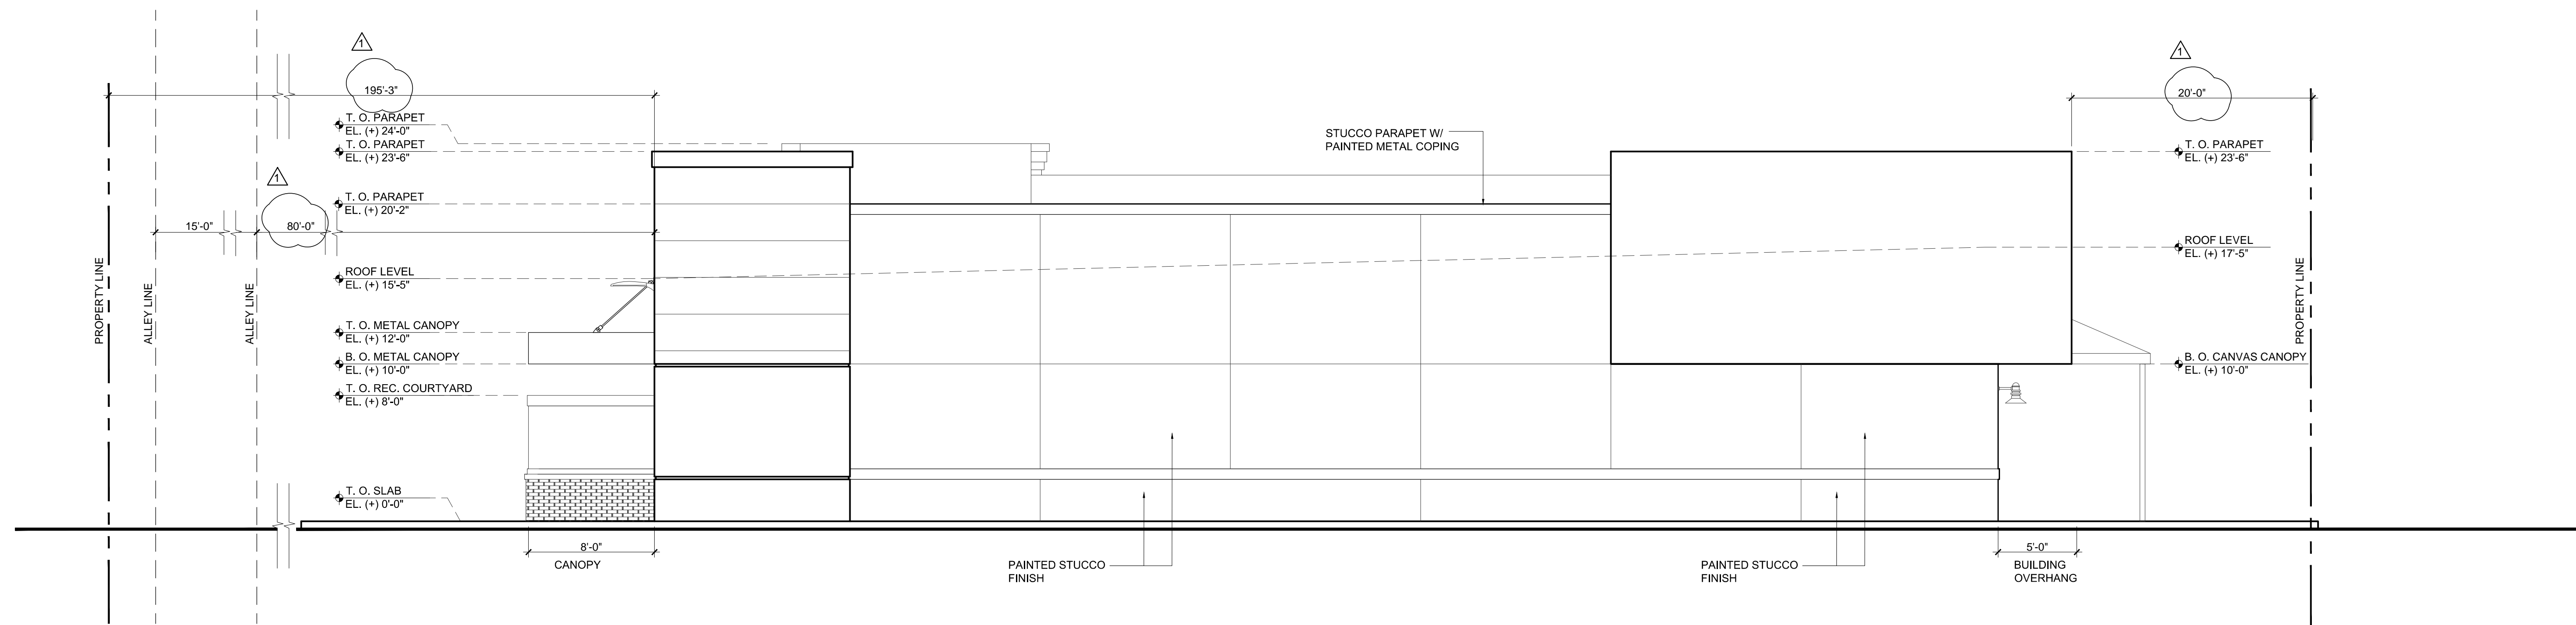 1
195'-3"
T. O. PARAPET
EL. (+) 24'-0"
T. O. PARAPET
EL. (+) 23'-6"
1
T. O. PARAPET
EL. (+) 20'-2"
15'-0"
80'-0"
ROOF LEVEL
EL. (+) 15'-5"
T. O. METAL CANOPY
EL. (+) 12'-0"
B. O. METAL CANOPY
EL. (+) 10'-0"
T. O. REC. COURTYARD
EL. (+) 8'-0"
T. O. SLAB
EL. (+) 0'-0"
PROPERTY LINE
ALLEY LINE
ALLEY LINE
8'-0"
CANOPY
STUCCO PARAPET W/
PAINTED METAL COPING
PAINTED STUCCO
FINISH
PAINTED STUCCO
FINISH
1
20'-0"
T. O. PARAPET
EL. (+) 23'-6"
ROOF LEVEL
EL. (+) 17'-5"
PROPERTY LINE
B. O. CANVAS CANOPY
EL. (+) 10'-0"
5'-0"
BUILDING
OVERHANG